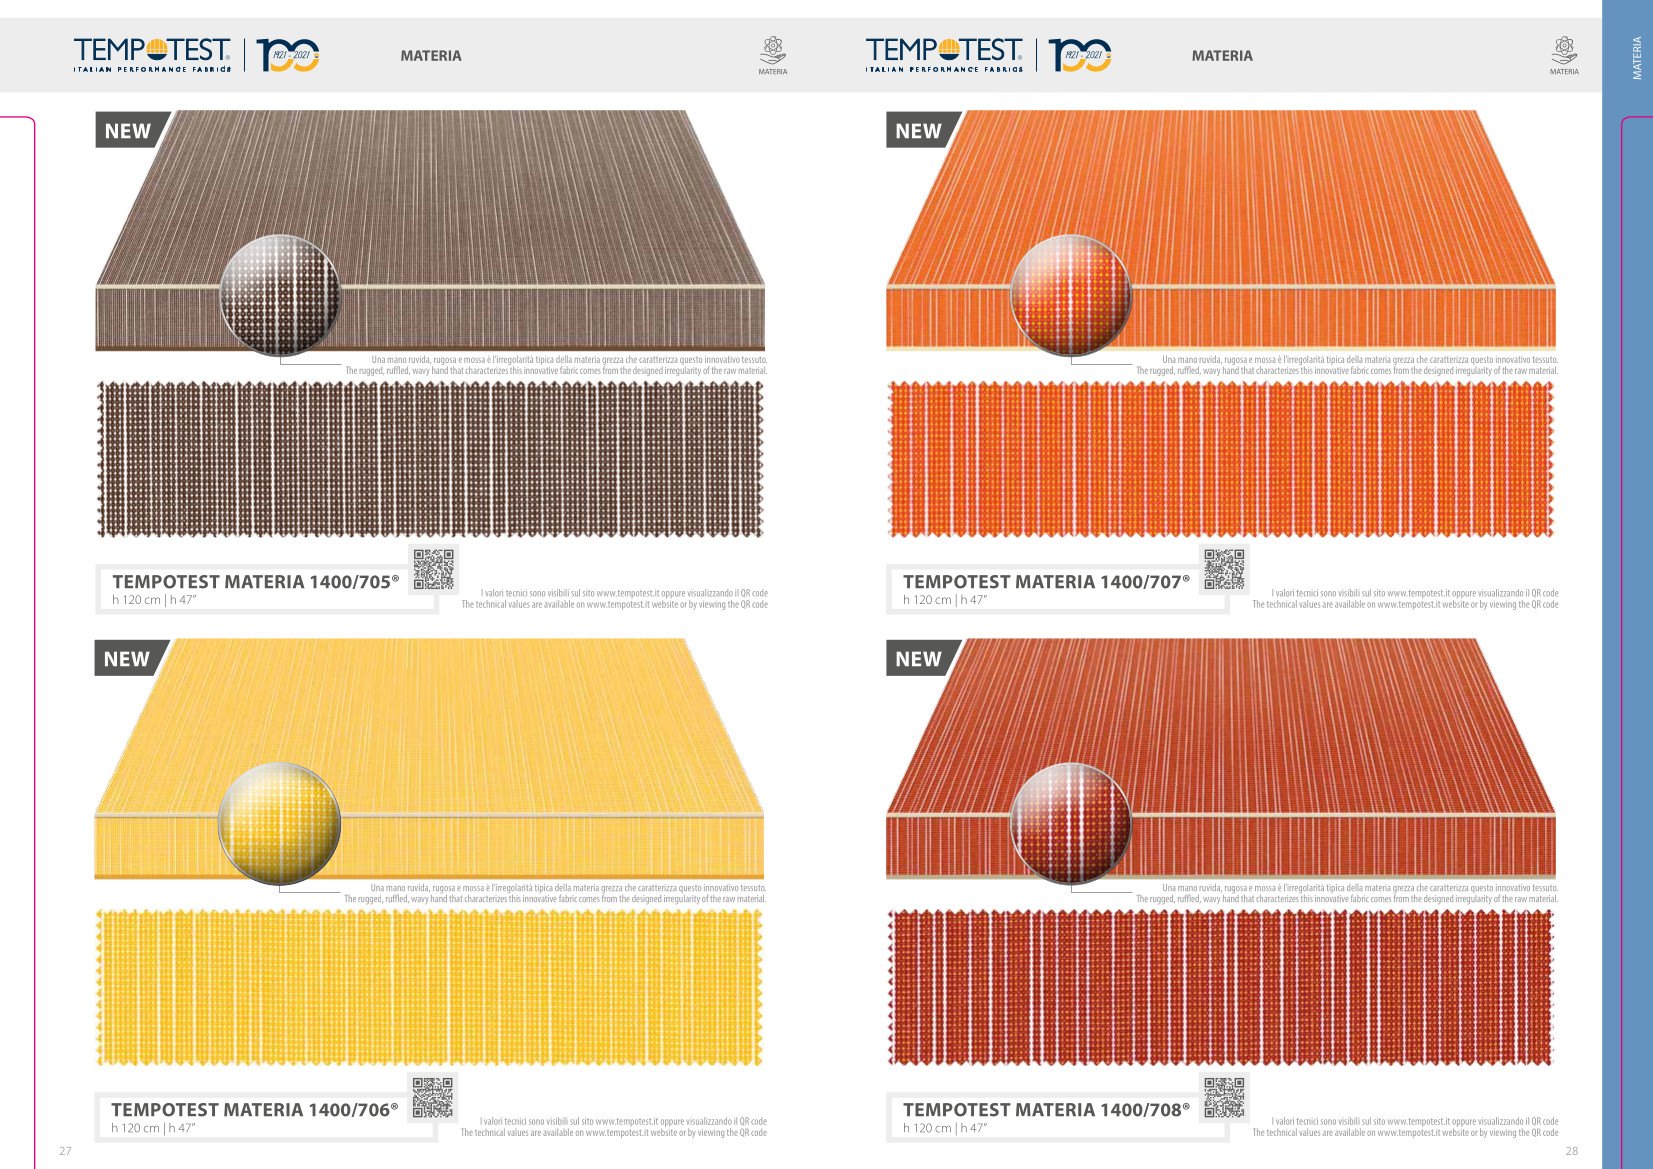 TEMPOTEST®
ITALIAN PERFORMANCE FABRICS
1921 - 2021
MATERIA
MATERIA
NEW
Una mano ruvida, rugosa e mossa è l'irregolarità tipica della materia grezza che caratterizza questo innovativo tessuto.
The rugged, ruffled, wavy hand that characterizes this innovative fabric comes from the designed irregularity of the raw material.
TEMPOTEST MATERIA 1400/705®
h 120 cm | h 47"
I valori tecnici sono visibili sul sito www.tempotest.it oppure visualizzando il QR code
The technical values are available on www.tempotest.it website or by viewing the QR code
NEW
Una mano ruvida, rugosa e mossa è l'irregolarità tipica della materia grezza che caratterizza questo innovativo tessuto.
The rugged, ruffled, wavy hand that characterizes this innovative fabric comes from the designed irregularity of the raw material.
TEMPOTEST MATERIA 1400/706®
h 120 cm | h 47"
I valori tecnici sono visibili sul sito www.tempotest.it oppure visualizzando il QR code
The technical values are available on www.tempotest.it website or by viewing the QR code
27
TEMPOTEST®
ITALIAN PERFORMANCE FABRICS
1921 - 2021
MATERIA
MATERIA
MATERIA
NEW
Una mano ruvida, rugosa e mossa è l'irregolarità tipica della materia grezza che caratterizza questo innovativo tessuto.
The rugged, ruffled, wavy hand that characterizes this innovative fabric comes from the designed irregularity of the raw material.
TEMPOTEST MATERIA 1400/707®
h 120 cm | h 47"
I valori tecnici sono visibili sul sito www.tempotest.it oppure visualizzando il QR code
The technical values are available on www.tempotest.it website or by viewing the QR code
NEW
Una mano ruvida, rugosa e mossa è l'irregolarità tipica della materia grezza che caratterizza questo innovativo tessuto.
The rugged, ruffled, wavy hand that characterizes this innovative fabric comes from the designed irregularity of the raw material.
TEMPOTEST MATERIA 1400/708®
h 120 cm | h 47"
I valori tecnici sono visibili sul sito www.tempotest.it oppure visualizzando il QR code
The technical values are available on www.tempotest.it website or by viewing the QR code
28